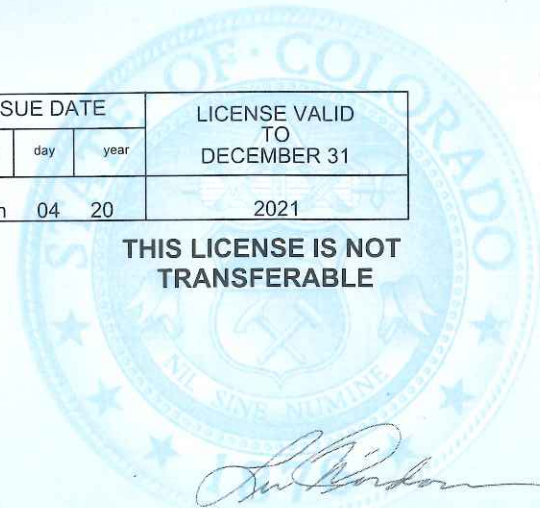 STATE OF COLORADO
SUE DATE
LICENSE VALID
TO
DECEMBER 31
day year
n 04 20
2021
THIS LICENSE IS NOT
TRANSFERABLE
NIL SINE NUMINE